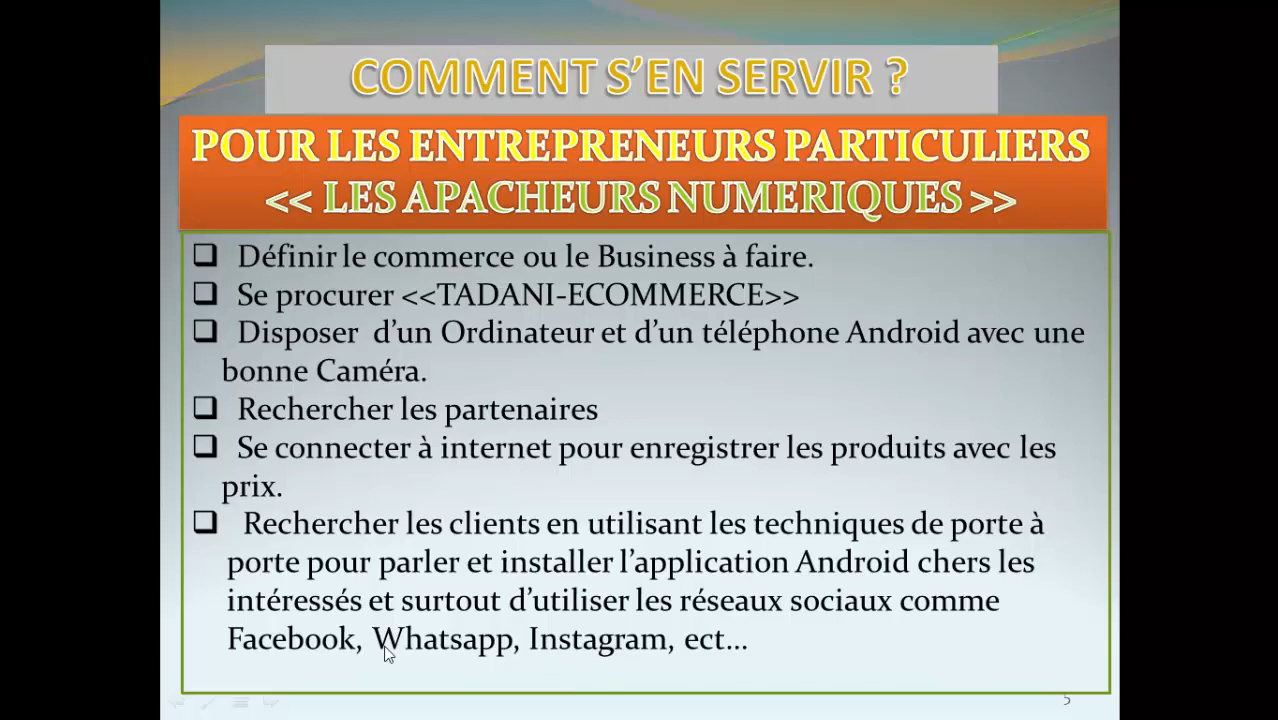 COMMENT S'EN SERVIR ?
POUR LES ENTREPRENEURS PARTICULIERS
<< LES APACHEURS NUMERIQUES >>
❑ Définir le commerce ou le Business à faire.
❑ Se procurer <<TADANI-ECOMMERCE>>
❑ Disposer d'un Ordinateur et d'un téléphone Android avec une
bonne Caméra.
❑ Rechercher les partenaires
❑ Se connecter à internet pour enregistrer les produits avec les
prix.
❑ Rechercher les clients en utilisant les techniques de porte à
porte pour parler et installer l'application Android chers les
intéressés et surtout d'utiliser les réseaux sociaux comme
Facebook, Whatsapp, Instagram, ect...
5